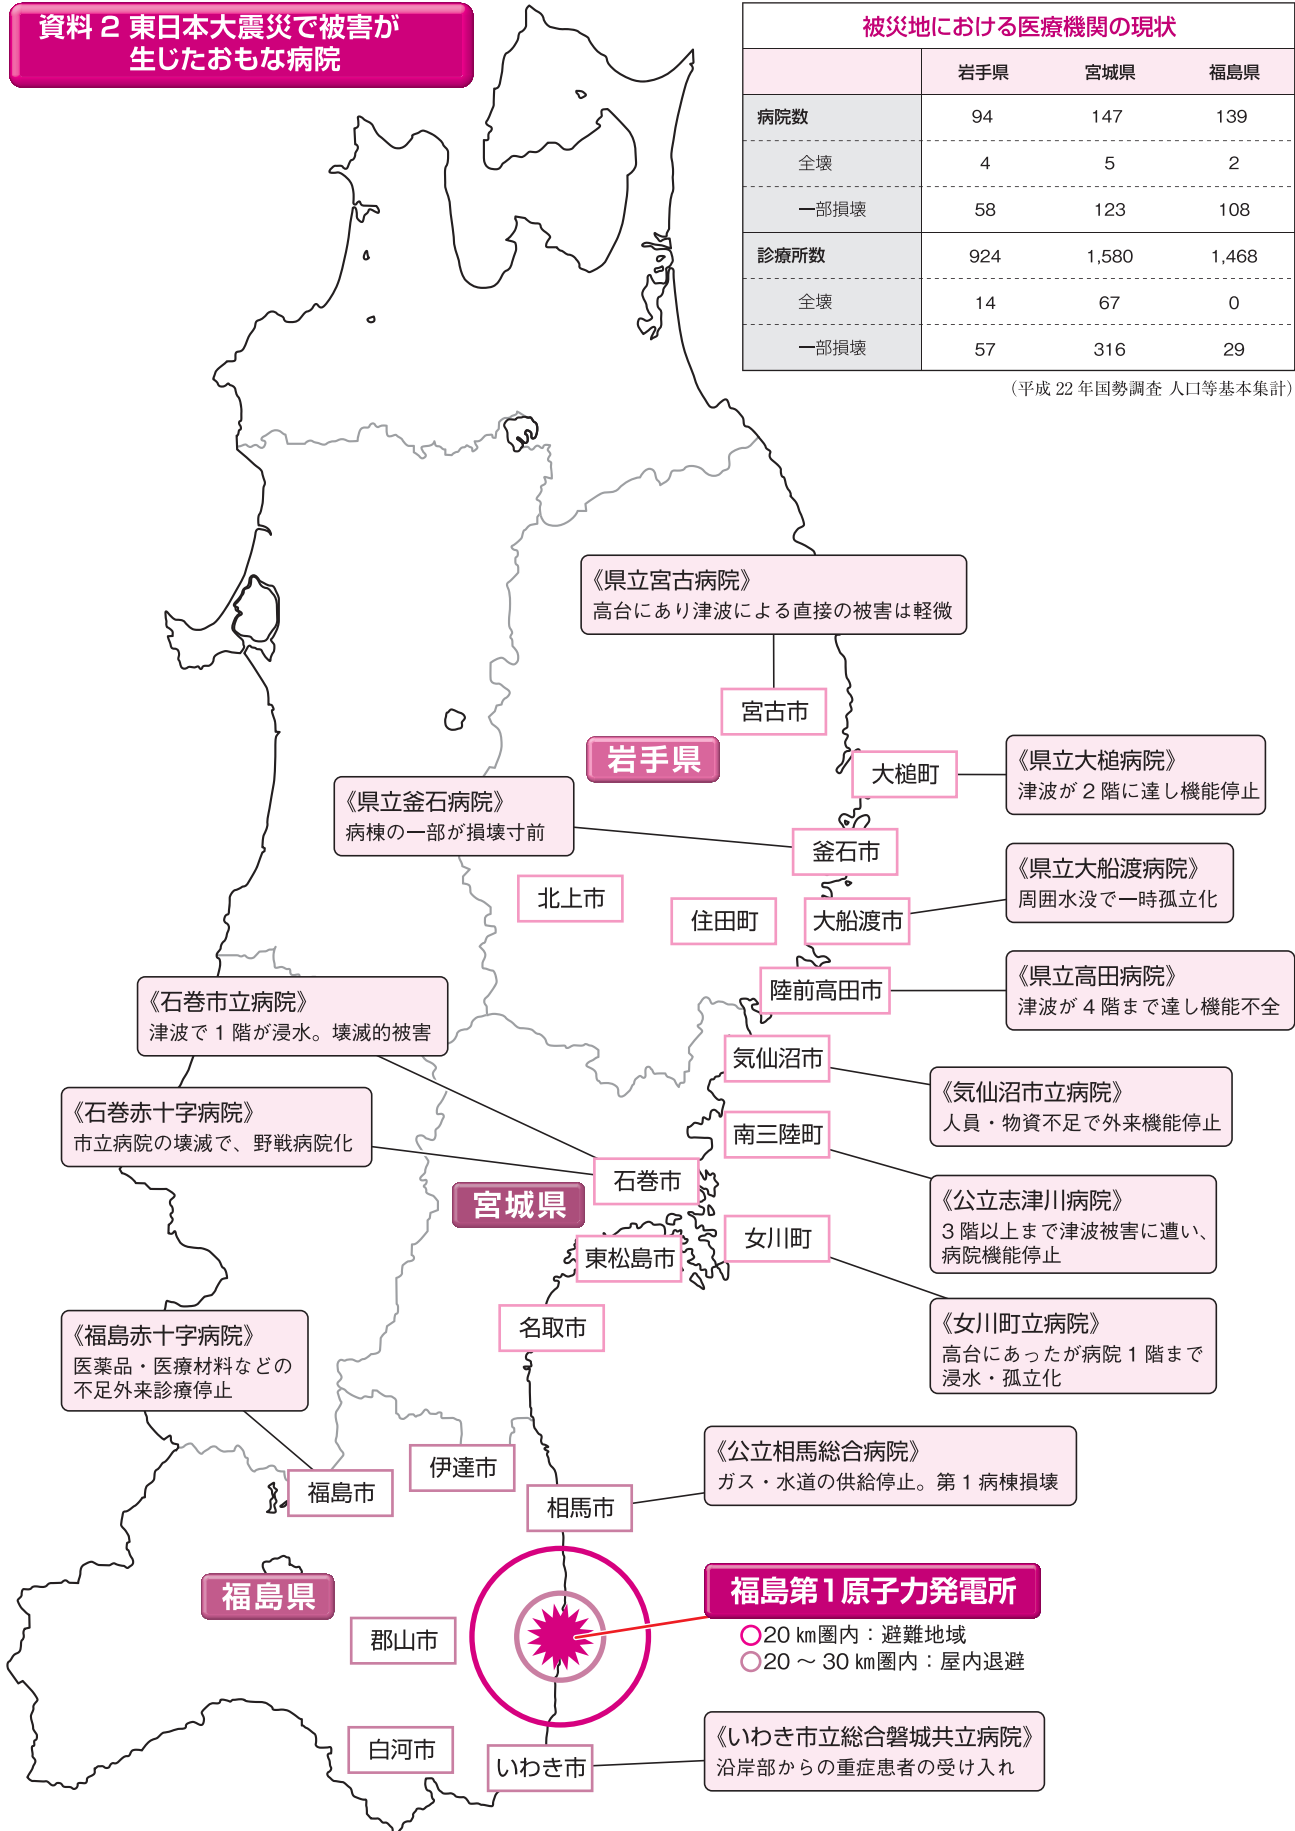 資料 2 東日本大震災で被害が
生じたおもな病院
被災地における医療機関の現状
岩手県 宮城県 福島県
病院数 94 147 139
全壊 4 5 2
一部損壊 58 123 108
診療所数 924 1,580 1,468
全壊 14 67 0
一部損壊 57 316 29
（平成 22 年国勢調査 人口等基本集計）
《県立宮古病院》
高台にあり津波による直接の被害は軽微
宮古市
岩手県
大槌町
《県立大槌病院》
津波が 2 階に達し機能停止
《県立釜石病院》
病棟の一部が損壊寸前
釜石市
《県立大船渡病院》
周囲水没で一時孤立化
北上市
住田町
大船渡市
《県立高田病院》
津波が 4 階まで達し機能不全
陸前高田市
《石巻市立病院》
津波で 1 階が浸水。壊滅的被害
気仙沼市
《気仙沼市立病院》
人員・物資不足で外来機能停止
《石巻赤十字病院》
市立病院の壊滅で、野戦病院化
南三陸町
石巻市
宮城県
《公立志津川病院》
3 階以上まで津波被害に遭い、
病院機能停止
女川町
東松島市
《女川町立病院》
高台にあったが病院 1 階まで
浸水・孤立化
名取市
《福島赤十字病院》
医薬品・医療材料などの
不足外来診療停止
《公立相馬総合病院》
ガス・水道の供給停止。第 1 病棟損壊
伊達市
福島市
相馬市
福島県
福島第1原子力発電所
20 ㎞圏内：避難地域
20 〜 30 ㎞圏内：屋内退避
郡山市
白河市
いわき市
《いわき市立総合磐城共立病院》
沿岸部からの重症患者の受け入れ